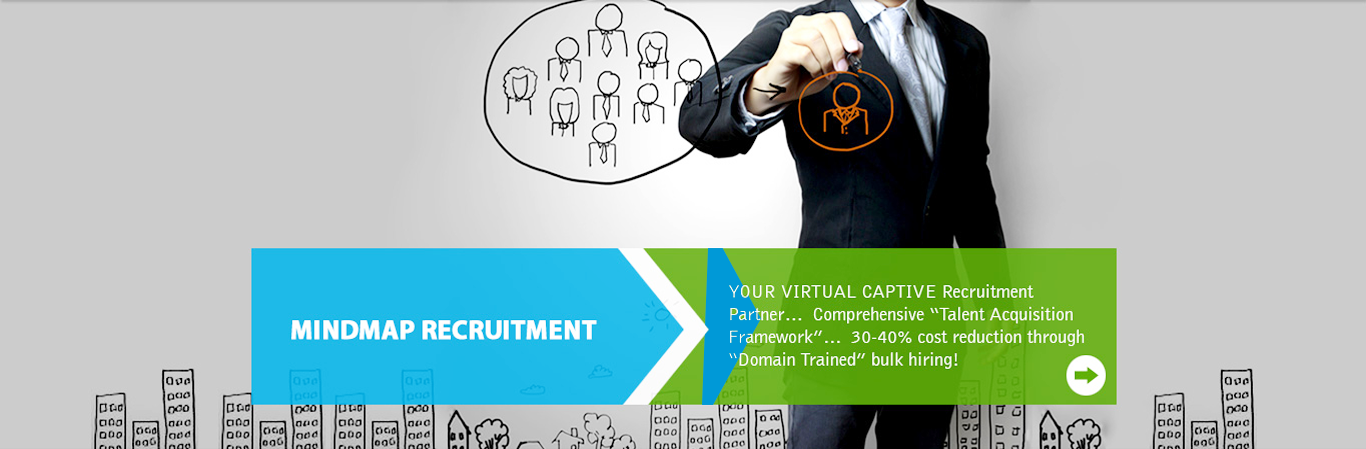 MINDMAP RECRUITMENT
YOUR VIRTUAL CAPTIVE Recruitment
Partner... Comprehensive “Talent Acquisition
Framework”... 30-40% cost reduction through
“Domain Trained” bulk hiring!